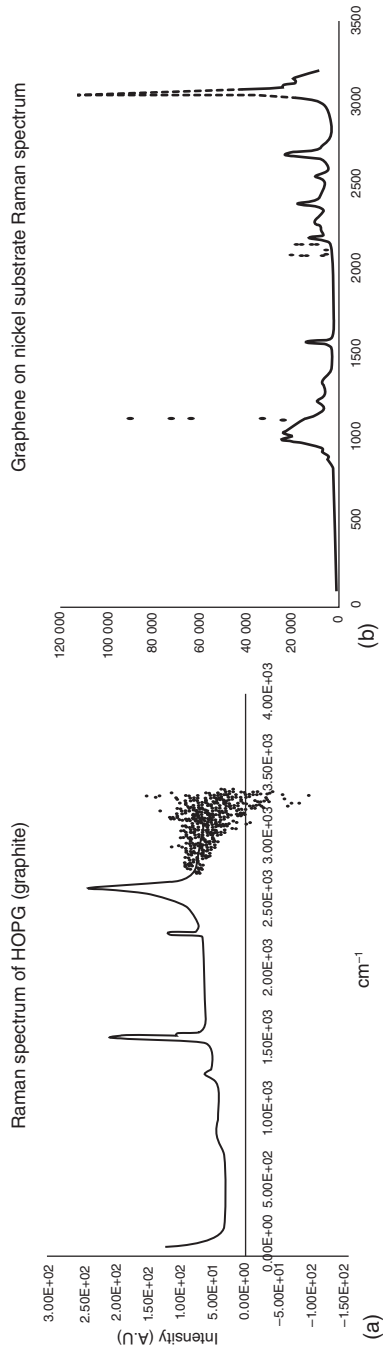 Raman spectrum of HOPG (graphite)
3.00E+02
2.50E+02
2.00E+02
1.50E+02
1.00E+02
5.00E+01
0.00E+00
−5.00E+01
−1.00E+02
−1.50E+02
Intensity (A.U)
0.00E+00
5.00E+02
1.00E+03
1.50E+03
2.00E+03
2.50E+03
3.00E+03
3.50E+03
4.00E+03
cm⁻¹
(a)
Graphene on nickel substrate Raman spectrum
120 000
100 000
80 000
60 000
40 000
20 000
0
0
500
1000
1500
2000
2500
3000
3500
(b)